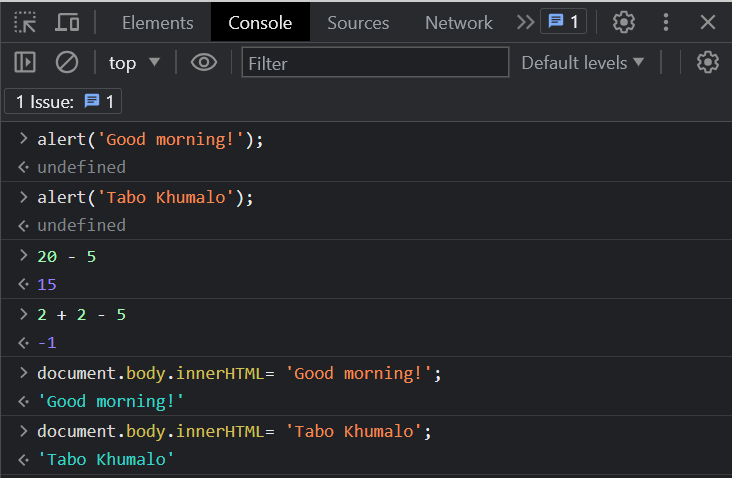 Elements Console Sources Network 1
top Filter Default levels
1 Issue: 1
alert('Good morning!');
undefined
alert('Tabo Khumalo');
undefined
20 - 5
15
2 + 2 - 5
-1
document.body.innerHTML= 'Good morning!';
'Good morning!'
document.body.innerHTML= 'Tabo Khumalo';
'Tabo Khumalo'